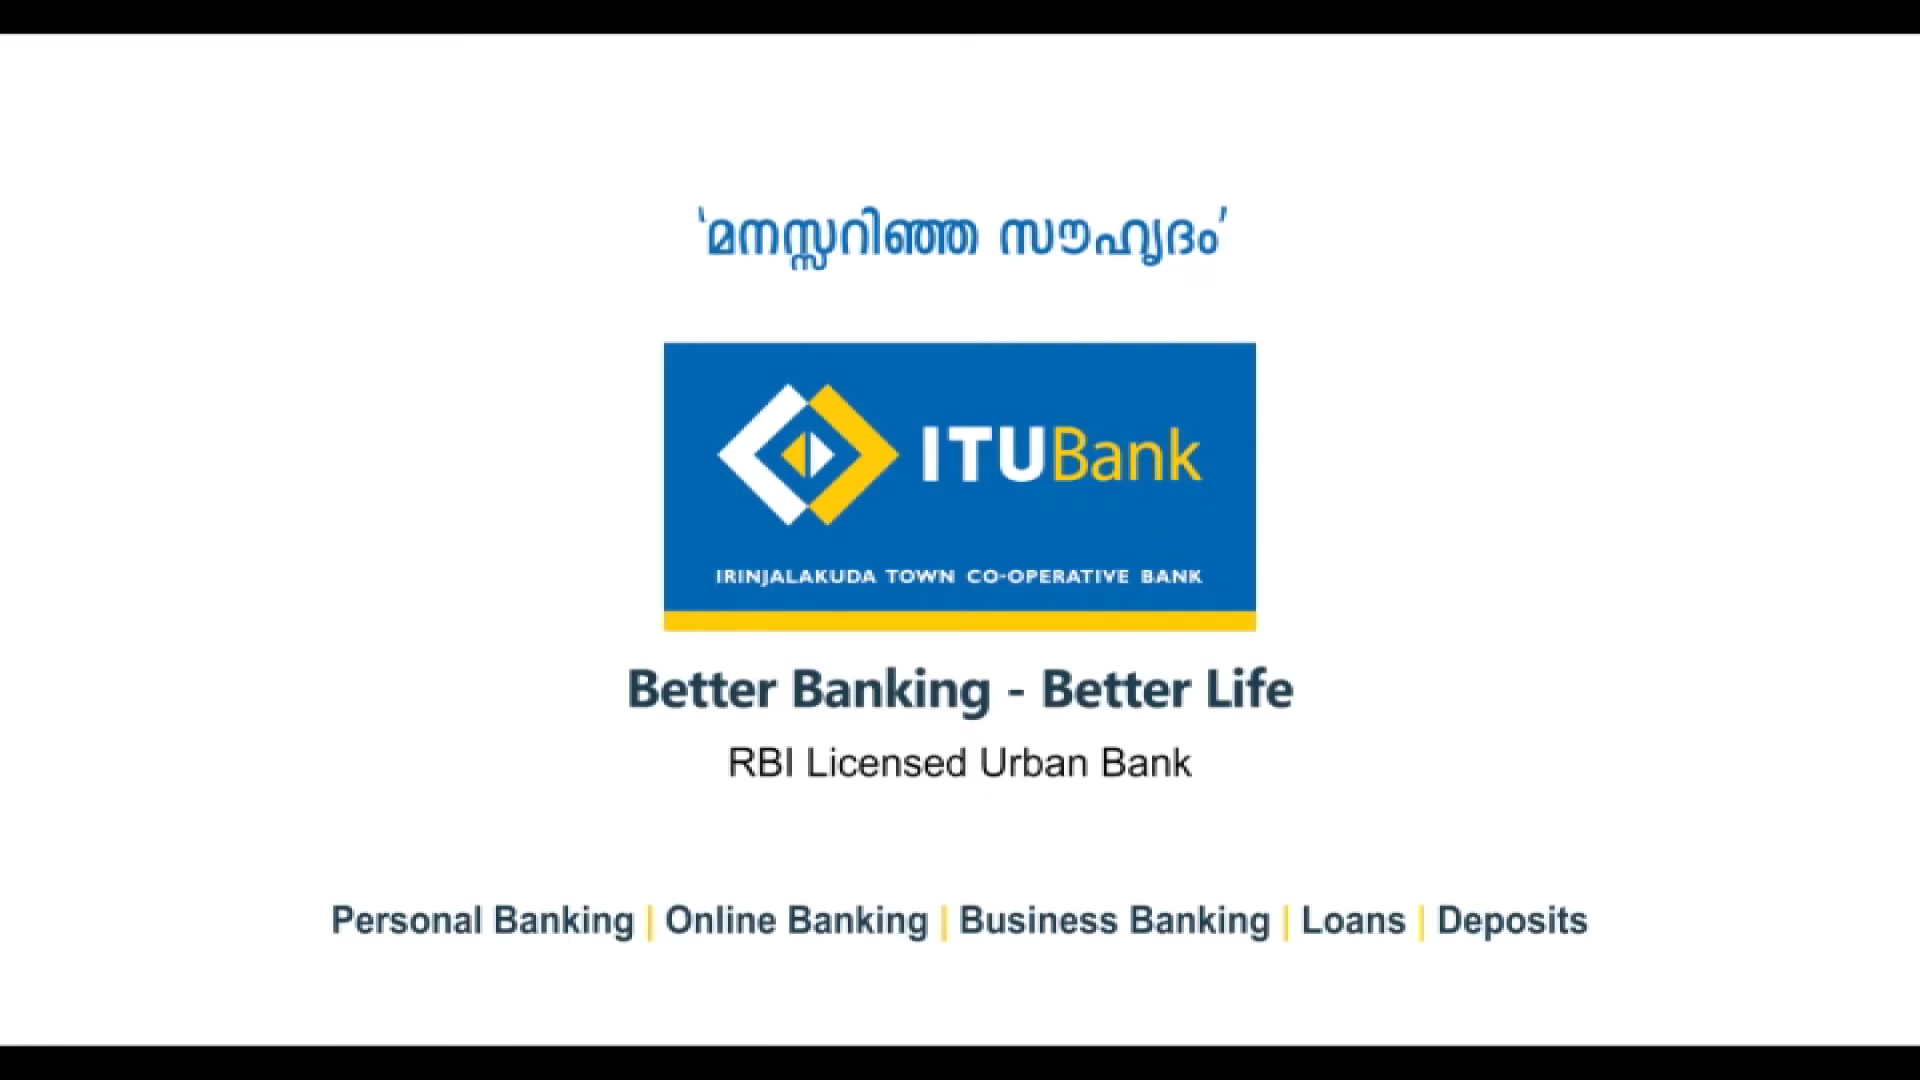 ‘മനസ്സറിഞ്ഞ സൗഹൃദം’
ITUBank
IRINJALAKUDA TOWN CO-OPERATIVE BANK
Better Banking - Better Life
RBI Licensed Urban Bank
Personal Banking | Online Banking | Business Banking | Loans | Deposits